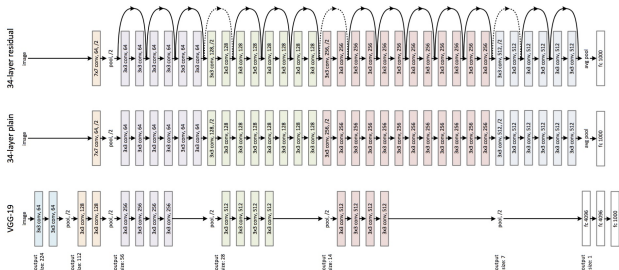 output
size: 224
output
size: 112
output
size: 56
output
size: 28
output
size: 14
output
size: 7
output
size: 1
VGG-19
image
3x3 conv, 64
3x3 conv, 64
pool, /2
3x3 conv, 128
3x3 conv, 128
pool, /2
3x3 conv, 256
3x3 conv, 256
3x3 conv, 256
3x3 conv, 256
pool, /2
3x3 conv, 512
3x3 conv, 512
3x3 conv, 512
3x3 conv, 512
pool, /2
3x3 conv, 512
3x3 conv, 512
3x3 conv, 512
3x3 conv, 512
pool, /2
fc 4096
fc 4096
fc 1000
34-layer plain
image
7x7 conv, 64, /2
pool, /2
3x3 conv, 64
3x3 conv, 64
3x3 conv, 64
3x3 conv, 64
3x3 conv, 64
3x3 conv, 64
3x3 conv, 128, /2
3x3 conv, 128
3x3 conv, 128
3x3 conv, 128
3x3 conv, 128
3x3 conv, 128
3x3 conv, 128
3x3 conv, 128
3x3 conv, 256, /2
3x3 conv, 256
3x3 conv, 256
3x3 conv, 256
3x3 conv, 256
3x3 conv, 256
3x3 conv, 256
3x3 conv, 256
3x3 conv, 256
3x3 conv, 256
3x3 conv, 256
3x3 conv, 256
3x3 conv, 512, /2
3x3 conv, 512
3x3 conv, 512
3x3 conv, 512
3x3 conv, 512
3x3 conv, 512
avg pool
fc 1000
34-layer residual
image
7x7 conv, 64, /2
pool, /2
3x3 conv, 64
3x3 conv, 64
3x3 conv, 64
3x3 conv, 64
3x3 conv, 64
3x3 conv, 64
3x3 conv, 128, /2
3x3 conv, 128
3x3 conv, 128
3x3 conv, 128
3x3 conv, 128
3x3 conv, 128
3x3 conv, 128
3x3 conv, 128
3x3 conv, 256, /2
3x3 conv, 256
3x3 conv, 256
3x3 conv, 256
3x3 conv, 256
3x3 conv, 256
3x3 conv, 256
3x3 conv, 256
3x3 conv, 256
3x3 conv, 256
3x3 conv, 256
3x3 conv, 256
3x3 conv, 512, /2
3x3 conv, 512
3x3 conv, 512
3x3 conv, 512
3x3 conv, 512
3x3 conv, 512
avg pool
fc 1000